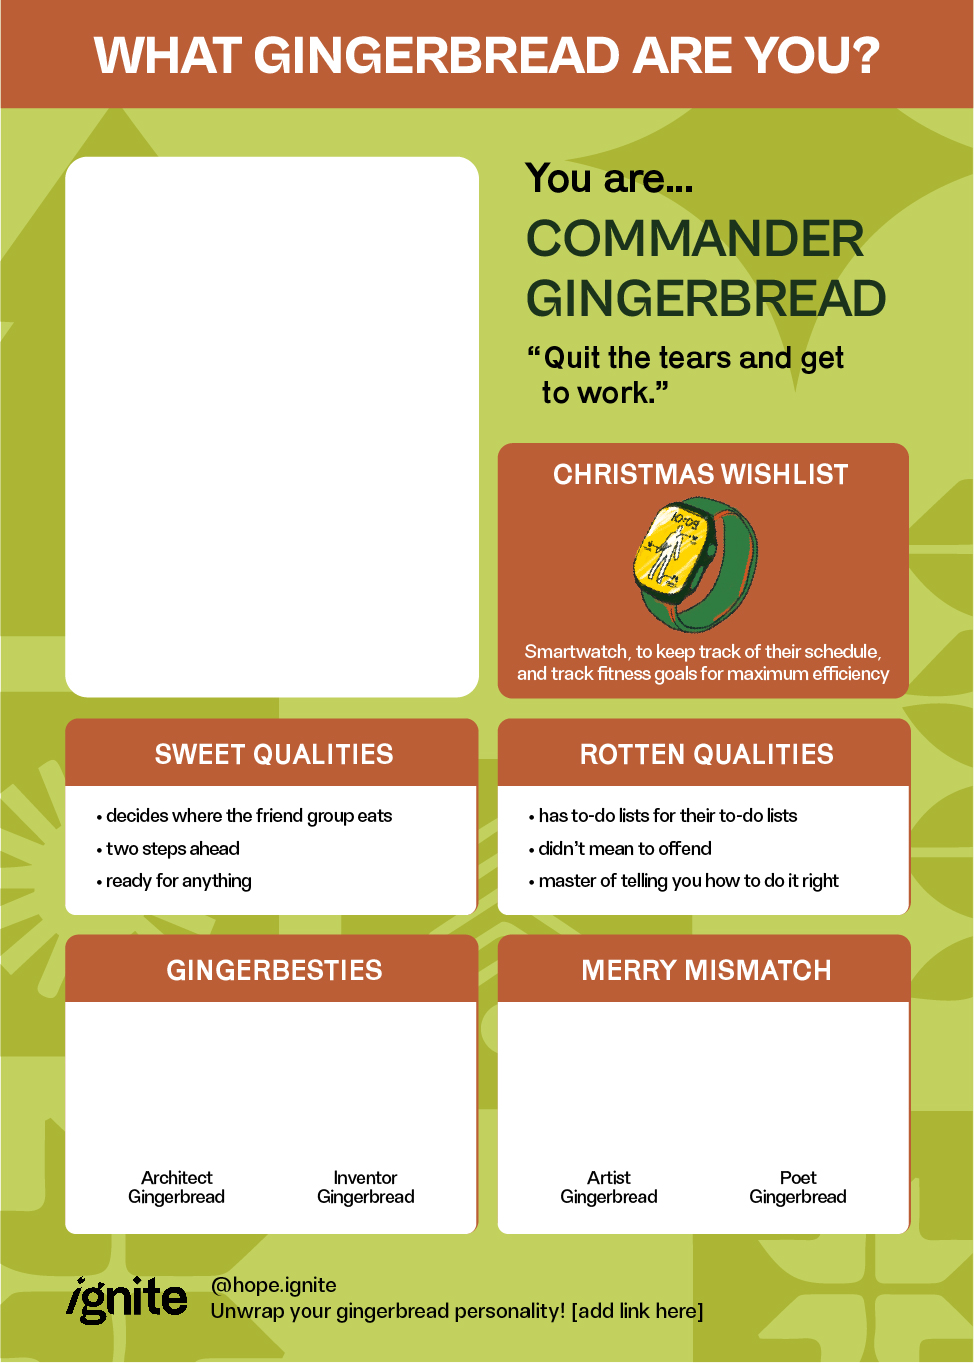 WHAT GINGERBREAD ARE YOU?
You are...
COMMANDER
GINGERBREAD
“Quit the tears and get
to work.”
CHRISTMAS WISHLIST
Smartwatch, to keep track of their schedule,
and track fitness goals for maximum efficiency
SWEET QUALITIES
• decides where the friend group eats
• two steps ahead
• ready for anything
ROTTEN QUALITIES
• has to-do lists for their to-do lists
• didn’t mean to offend
• master of telling you how to do it right
GINGERBESTIES
Architect
Gingerbread
Inventor
Gingerbread
MERRY MISMATCH
Artist
Gingerbread
Poet
Gingerbread
ignite
@hope.ignite
Unwrap your gingerbread personality! [add link here]